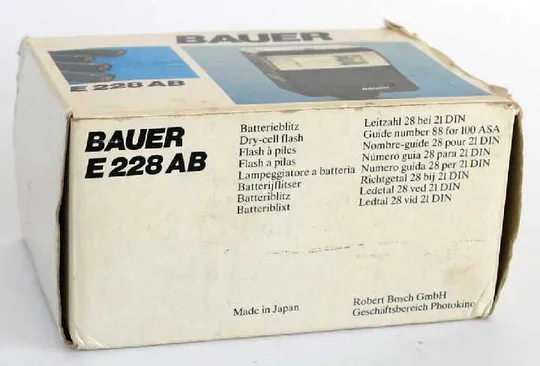 BAUER
E 228 AB
BAUER
BAUER
E 228 AB
Batterieblitz
Dry-cell flash
Flash à piles
Flash a pilas
Lampeggiatore a batteria
Batterijflitser
Batteriblitz
Batteriblixt
Leitzahl 28 bei 21 DIN
Guide number 88 for 100 ASA
Nombre-guide 28 pour 21 DIN
Número guia 28 para 21 DIN
Numero guida 28 per 21 DIN
Richtgetal 28 bij 21 DIN
Ledetal 28 ved 21 DIN
Ledtal 28 vid 21 DIN
Made in Japan
Robert Bosch GmbH
Geschäftsbereich Photokino